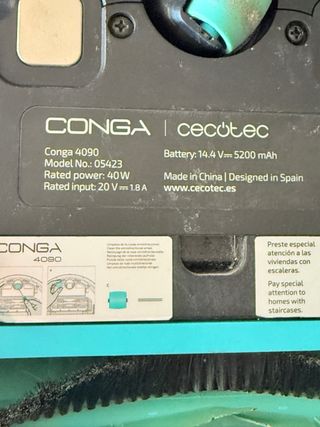 CONGA | cecotec
Conga 4090
Model No.: 05423
Rated power: 40W
Rated input: 20 V⎓1.8 A
Battery: 14.4 V⎓5200 mAh
Made in China | Designed in Spain
www.cecotec.es
CONGA
4090
Preste especial
atención a las
viviendas con
escaleras.
Pay special
attention to
homes with
staircases.